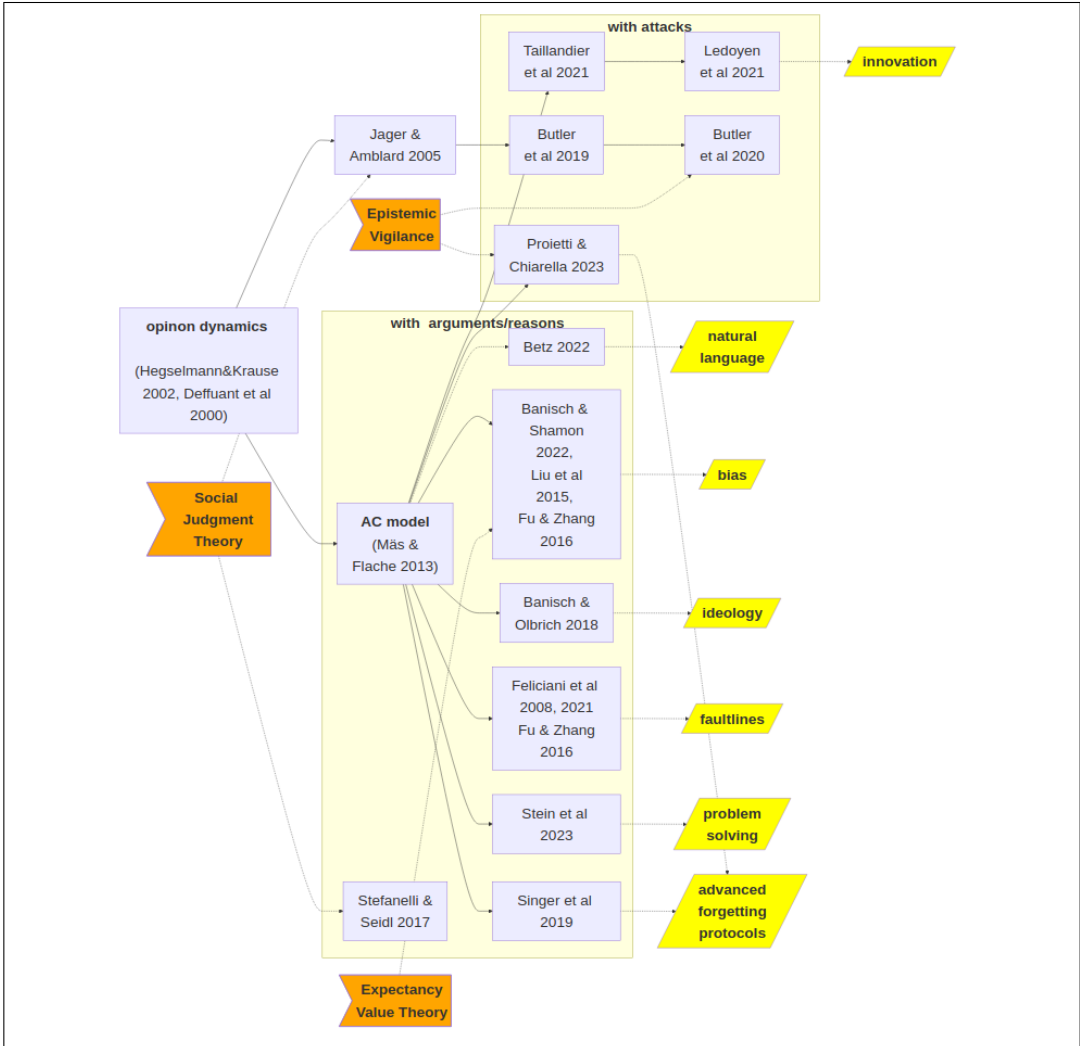 with attacks
Taillandier
et al 2021
Ledoyen
et al 2021
innovation
Jager &
Amblard 2005
Butler
et al 2019
Butler
et al 2020
Epistemic
Vigilance
Proietti &
Chiarella 2023
opinon dynamics
(Hegselmann&Krause
2002, Deffuant et al
2000)
with arguments/reasons
Betz 2022
natural
language
Banisch &
Shamon
2022,
Liu et al
2015,
Fu & Zhang
2016
bias
Social
Judgment
Theory
AC model
(Mäs &
Flache 2013)
Banisch &
Olbrich 2018
ideology
Feliciani et al
2008, 2021
Fu & Zhang
2016
faultlines
Stein et al
2023
problem
solving
Stefanelli &
Seidl 2017
Singer et al
2019
advanced
forgetting
protocols
Expectancy
Value Theory